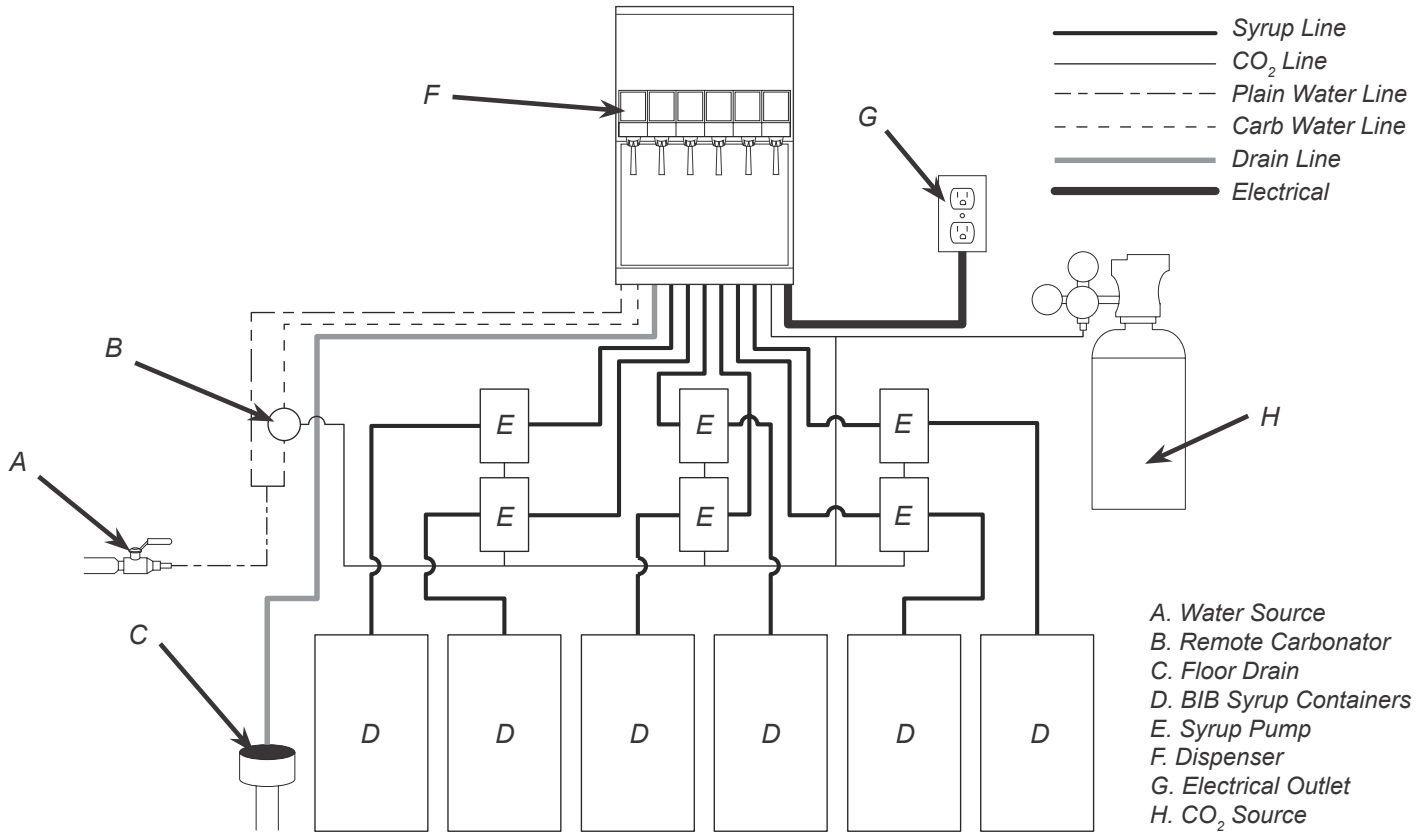 Syrup Line
CO2 Line
Plain Water Line
Carb Water Line
Drain Line
Electrical
F
G
B
H
A
E
E
E
E
E
E
C
D
D
D
D
D
D
A. Water Source
B. Remote Carbonator
C. Floor Drain
D. BIB Syrup Containers
E. Syrup Pump
F. Dispenser
G. Electrical Outlet
H. CO2 Source